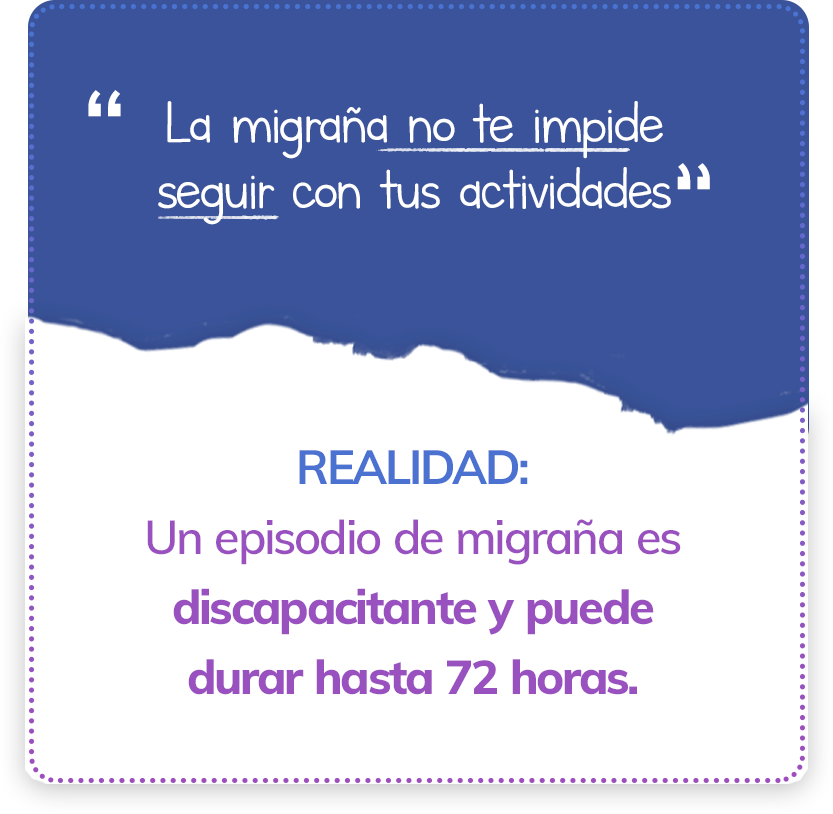 “ La migraña no te impide
seguir con tus actividades”
REALIDAD:
Un episodio de migraña es
discapacitante y puede
durar hasta 72 horas.